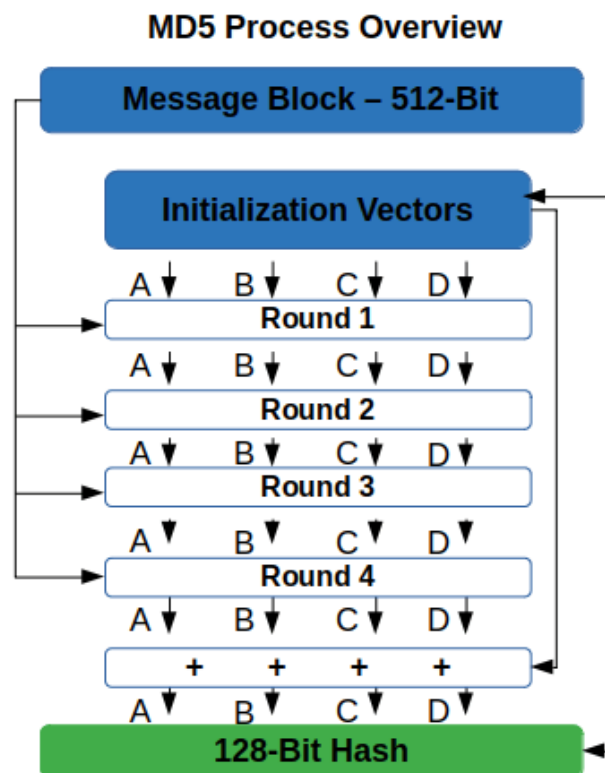 MD5 Process Overview
Message Block – 512-Bit
Initialization Vectors
A B C D
Round 1
A B C D
Round 2
A B C D
Round 3
A B C D
Round 4
A B C D
+ + + +
A B C D
128-Bit Hash